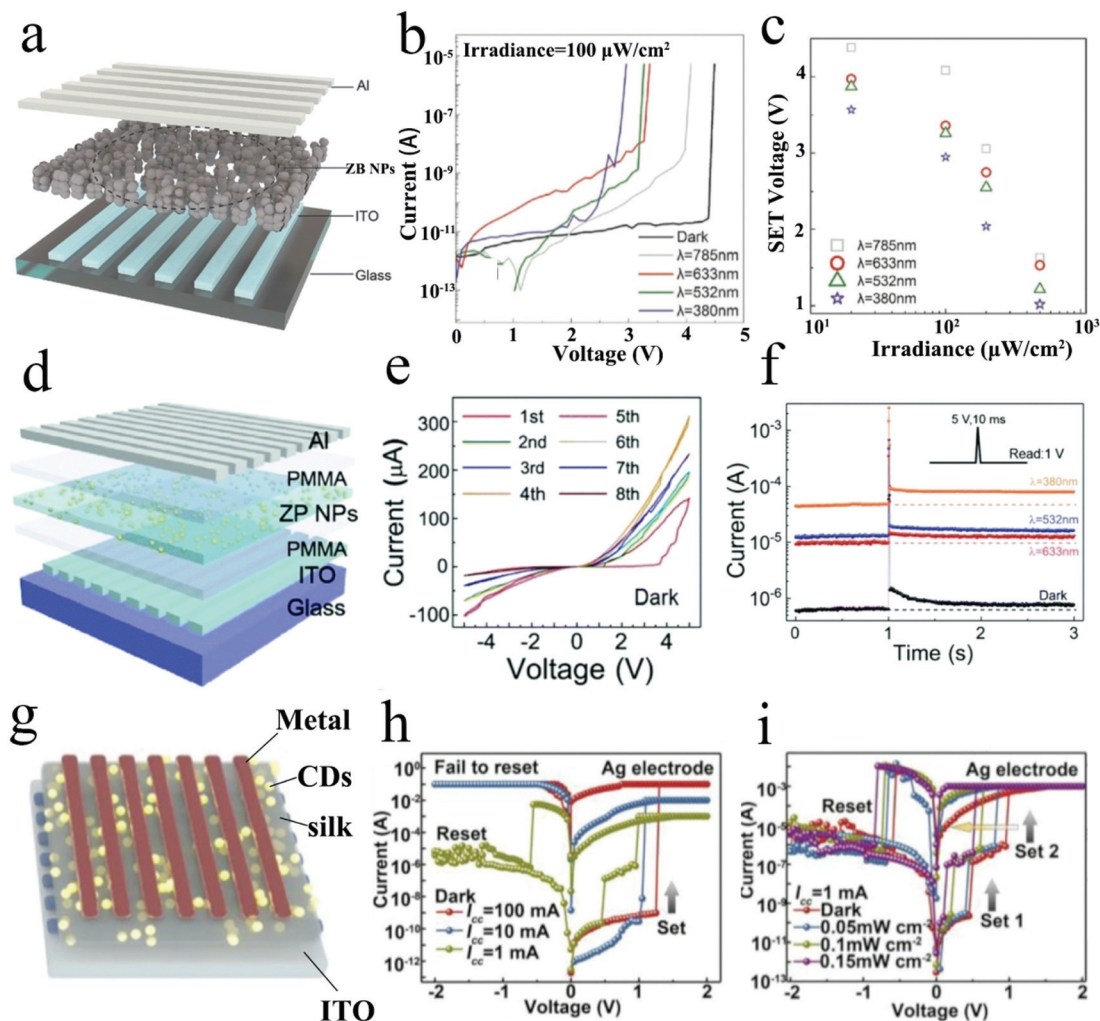 a
Al
ZB NPs
ITO
Glass
b
Irradiance=100 μW/cm²
Current (A)
10⁻⁵
10⁻⁷
10⁻⁹
10⁻¹¹
10⁻¹³
Dark
λ=785nm
λ=633nm
λ=532nm
λ=380nm
0 1 2 3 4 5
Voltage (V)
c
SET Voltage (V)
4
3
2
1
λ=785nm
λ=633nm
λ=532nm
λ=380nm
10¹ 10² 10³
Irradiance (μW/cm²)
d
Al
PMMA
ZP NPs
PMMA
ITO
Glass
e
Current (μA)
300
200
100
0
-100
1st 5th
2nd 6th
3rd 7th
4th 8th
Dark
-4 -2 0 2 4
Voltage (V)
f
Current (A)
10⁻³
10⁻⁴
10⁻⁵
10⁻⁶
5 V,10 ms
Read:1 V
λ=380nm
λ=532nm
λ=633nm
Dark
0 1 2 3
Time (s)
g
Metal
CDs
silk
ITO
h
Current (A)
10⁰
10⁻²
10⁻⁴
10⁻⁶
10⁻⁸
10⁻¹⁰
10⁻¹²
Fail to reset Ag electrode
Reset
Dark
Icc=100 mA
Icc=10 mA
Icc=1 mA
Set
-2 -1 0 1 2
Voltage (V)
i
Current (A)
10⁻¹
10⁻³
10⁻⁵
10⁻⁷
10⁻⁹
10⁻¹¹
10⁻¹³
Ag electrode
Reset
Set 2
Set 1
Icc=1 mA
Dark
0.05mW cm⁻²
0.1mW cm⁻²
0.15mW cm⁻²
-2 -1 0 1 2
Voltage (V)